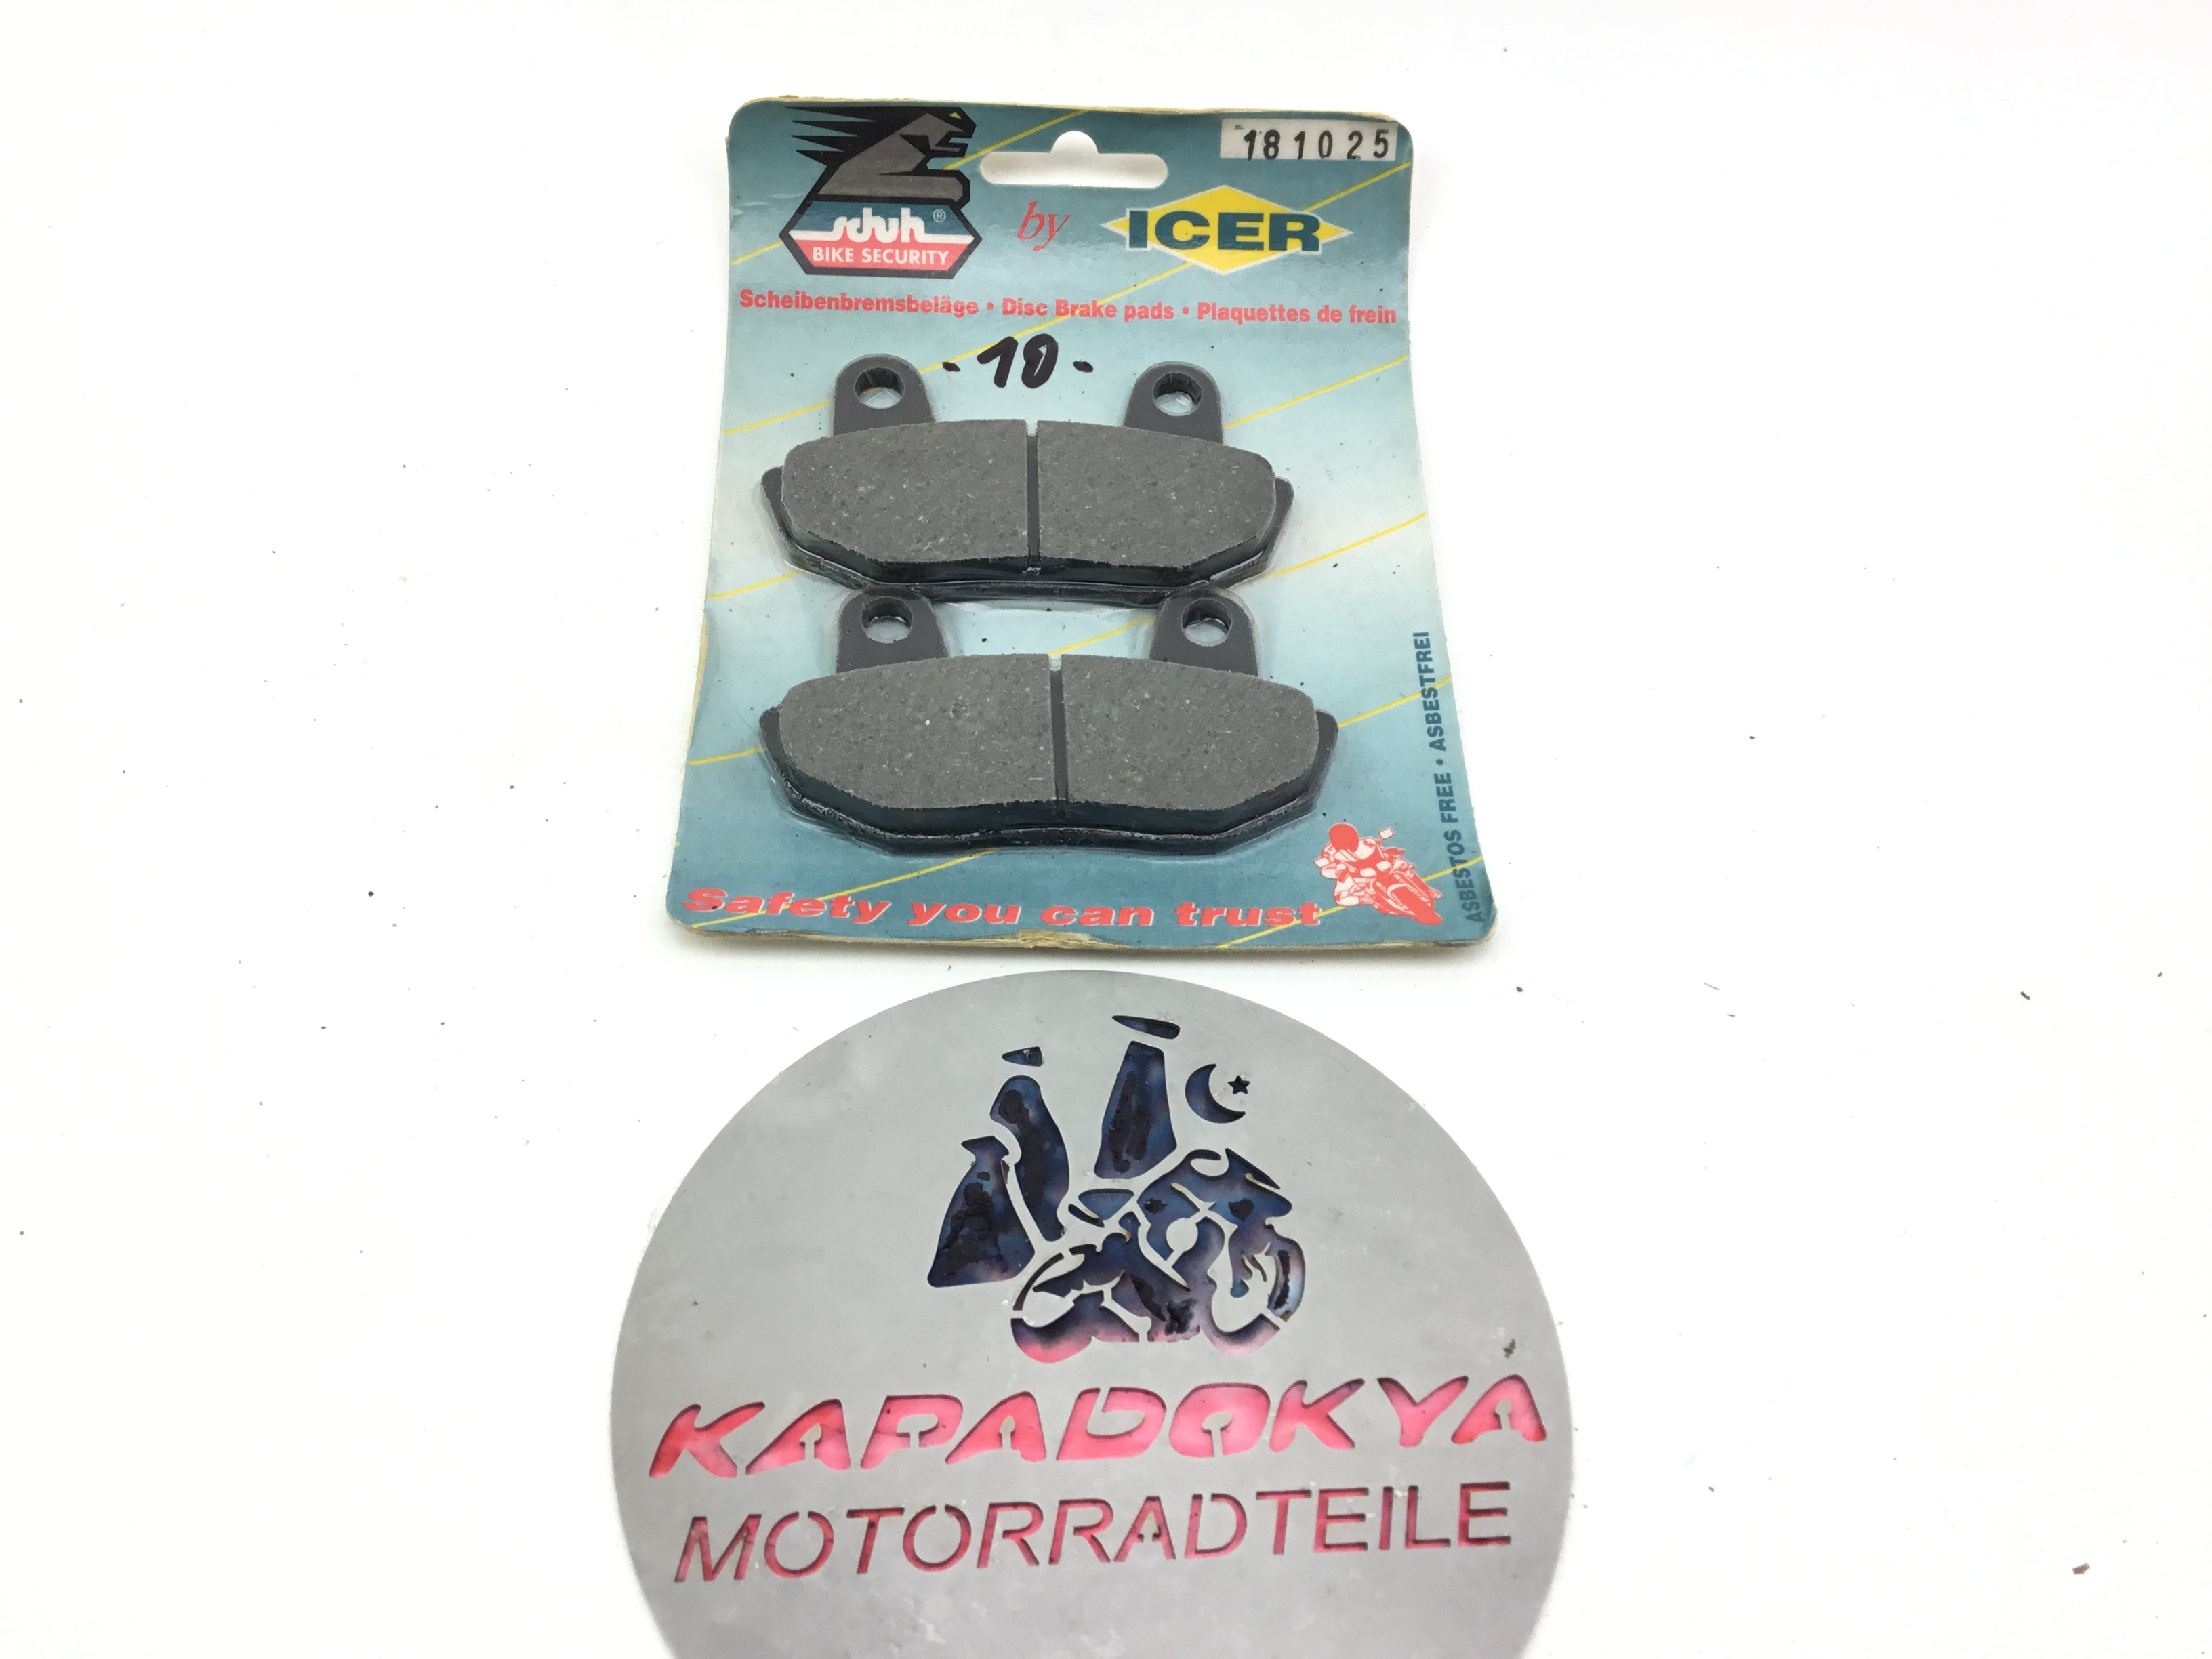 181025
schuh®
BIKE SECURITY
by
ICER
Scheibenbremsbeläge • Disc Brake pads • Plaquettes de frein
-10-
ASBESTOS FREE • ASBESTFREI
Safety you can trust
KAPADOKYA
MOTORRADTEILE